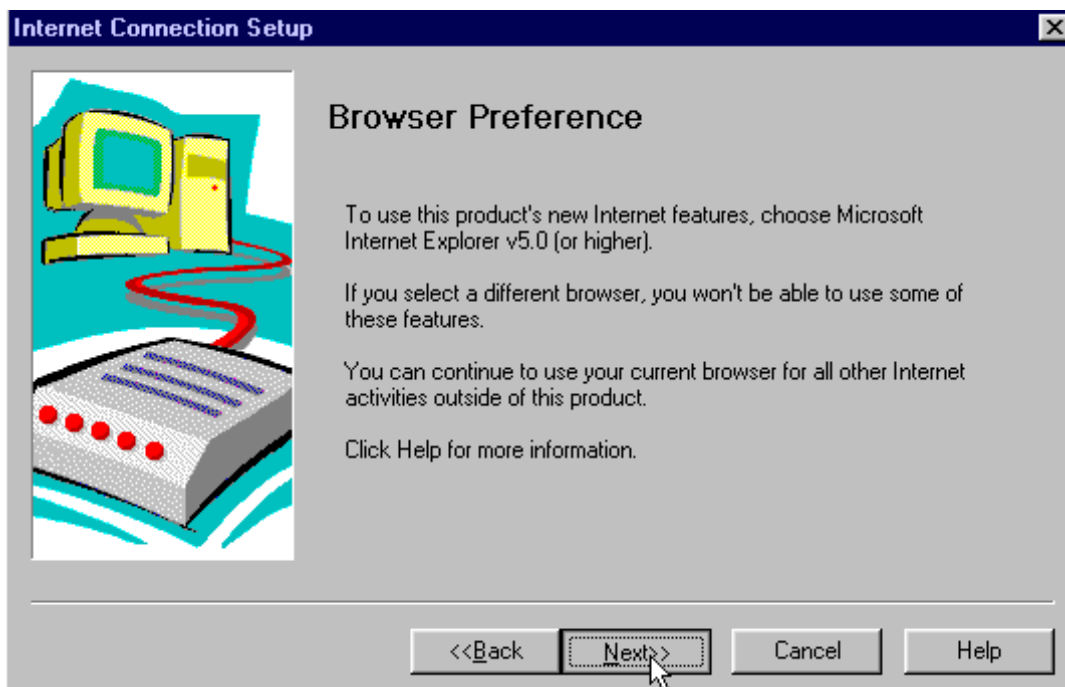 Internet Connection Setup
Browser Preference
To use this product's new Internet features, choose Microsoft
Internet Explorer v5.0 (or higher).
If you select a different browser, you won't be able to use some of
these features.
You can continue to use your current browser for all other Internet
activities outside of this product.
Click Help for more information.
<<Back Next>> Cancel Help